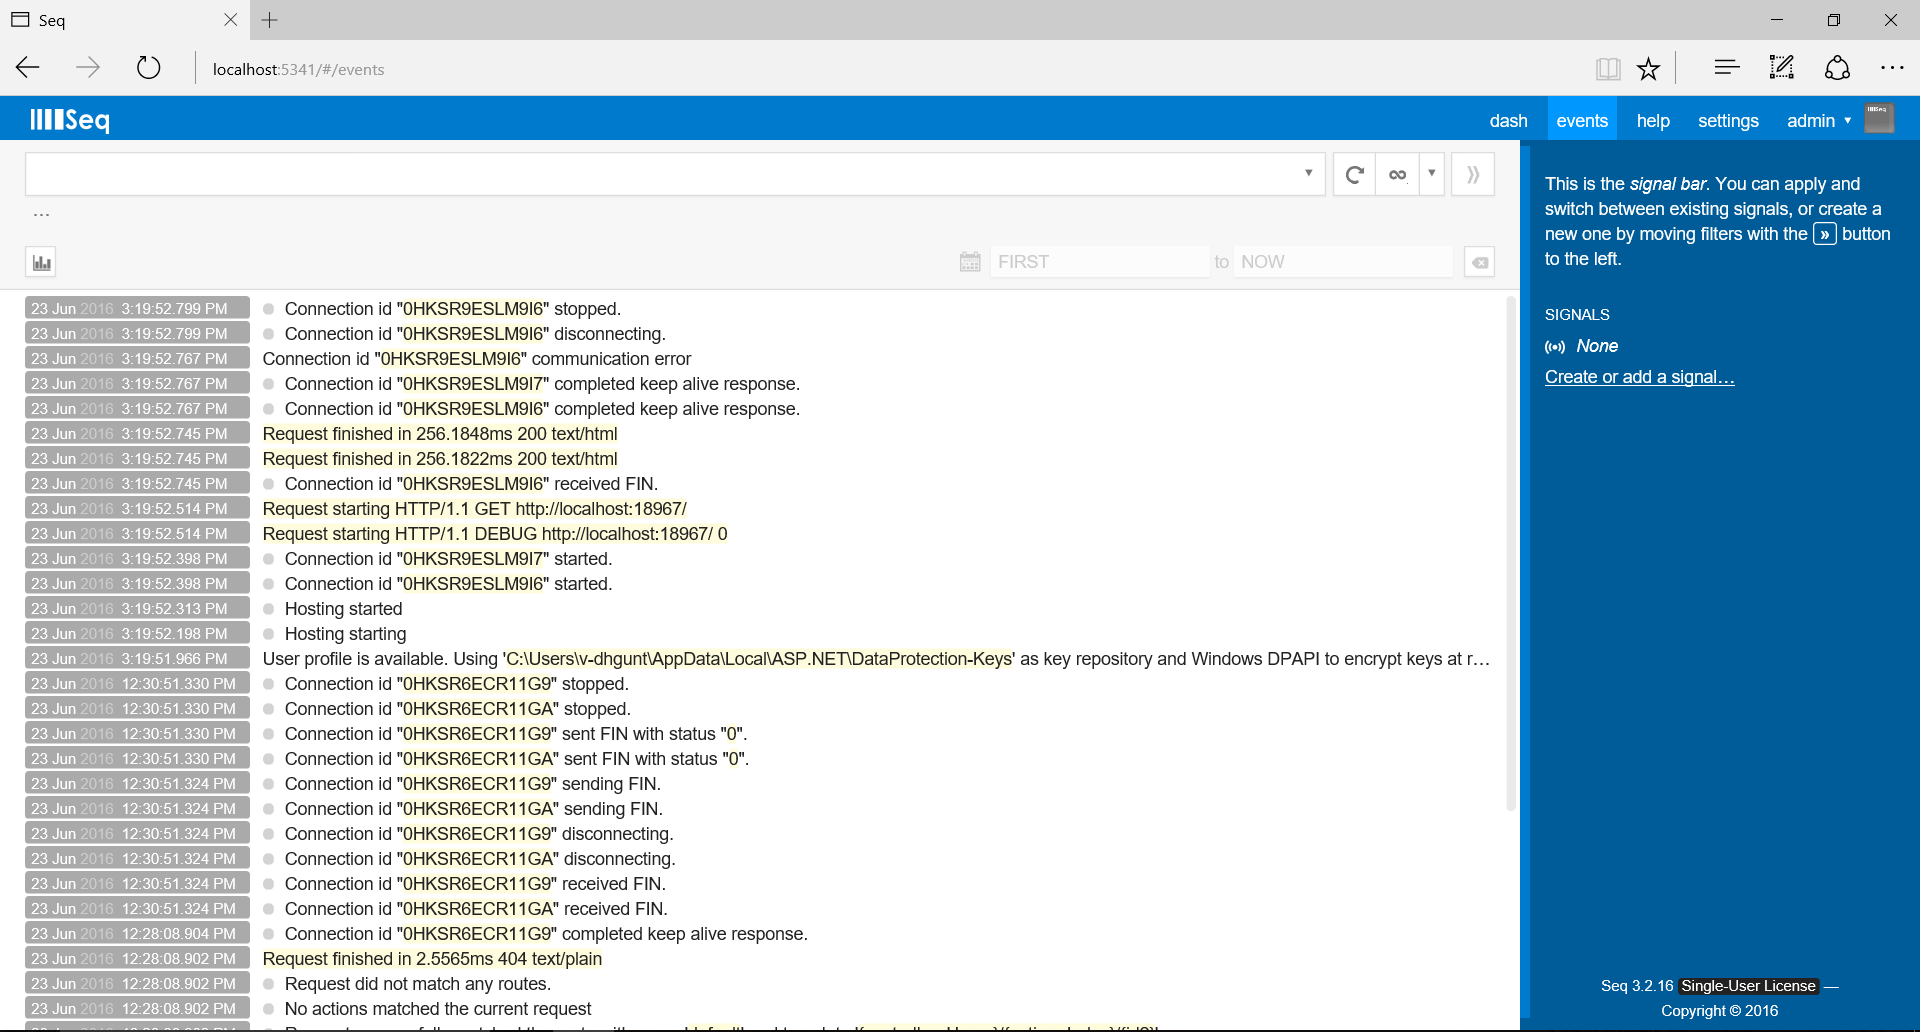 Seq
localhost:5341/#/events
Seq
dash events help settings admin
...
FIRST to NOW
23 Jun 2016 3:19:52.799 PM Connection id "0HKSR9ESLM9I6" stopped.
23 Jun 2016 3:19:52.799 PM Connection id "0HKSR9ESLM9I6" disconnecting.
23 Jun 2016 3:19:52.767 PM Connection id "0HKSR9ESLM9I6" communication error
23 Jun 2016 3:19:52.767 PM Connection id "0HKSR9ESLM9I7" completed keep alive response.
23 Jun 2016 3:19:52.767 PM Connection id "0HKSR9ESLM9I6" completed keep alive response.
23 Jun 2016 3:19:52.745 PM Request finished in 256.1848ms 200 text/html
23 Jun 2016 3:19:52.745 PM Request finished in 256.1822ms 200 text/html
23 Jun 2016 3:19:52.745 PM Connection id "0HKSR9ESLM9I6" received FIN.
23 Jun 2016 3:19:52.514 PM Request starting HTTP/1.1 GET http://localhost:18967/
23 Jun 2016 3:19:52.514 PM Request starting HTTP/1.1 DEBUG http://localhost:18967/ 0
23 Jun 2016 3:19:52.398 PM Connection id "0HKSR9ESLM9I7" started.
23 Jun 2016 3:19:52.398 PM Connection id "0HKSR9ESLM9I6" started.
23 Jun 2016 3:19:52.313 PM Hosting started
23 Jun 2016 3:19:52.198 PM Hosting starting
23 Jun 2016 3:19:51.966 PM User profile is available. Using 'C:\Users\v-dhgunt\AppData\Local\ASP.NET\DataProtection-Keys' as key repository and Windows DPAPI to encrypt keys at r...
23 Jun 2016 12:30:51.330 PM Connection id "0HKSR6ECR11G9" stopped.
23 Jun 2016 12:30:51.330 PM Connection id "0HKSR6ECR11GA" stopped.
23 Jun 2016 12:30:51.330 PM Connection id "0HKSR6ECR11G9" sent FIN with status "0".
23 Jun 2016 12:30:51.330 PM Connection id "0HKSR6ECR11GA" sent FIN with status "0".
23 Jun 2016 12:30:51.324 PM Connection id "0HKSR6ECR11G9" sending FIN.
23 Jun 2016 12:30:51.324 PM Connection id "0HKSR6ECR11GA" sending FIN.
23 Jun 2016 12:30:51.324 PM Connection id "0HKSR6ECR11G9" disconnecting.
23 Jun 2016 12:30:51.324 PM Connection id "0HKSR6ECR11GA" disconnecting.
23 Jun 2016 12:30:51.324 PM Connection id "0HKSR6ECR11G9" received FIN.
23 Jun 2016 12:30:51.324 PM Connection id "0HKSR6ECR11GA" received FIN.
23 Jun 2016 12:28:08.904 PM Connection id "0HKSR6ECR11G9" completed keep alive response.
23 Jun 2016 12:28:08.902 PM Request finished in 2.5565ms 404 text/plain
23 Jun 2016 12:28:08.902 PM Request did not match any routes.
23 Jun 2016 12:28:08.902 PM No actions matched the current request
This is the signal bar. You can apply and
switch between existing signals, or create a
new one by moving filters with the » button
to the left.
SIGNALS
None
Create or add a signal...
Seq 3.2.16 Single-User License —
Copyright © 2016